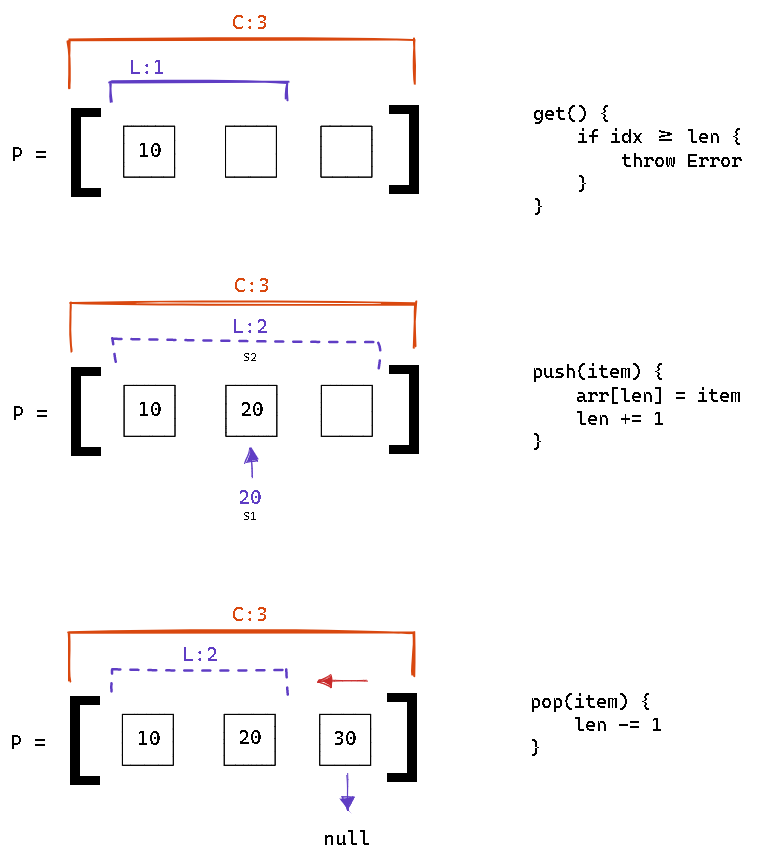 C:3
L:1
P = 10
get() {
    if idx ≥ len {
        throw Error
    }
}
C:3
L:2
S2
P = 10 20
20
S1
push(item) {
    arr[len] = item
    len += 1
}
C:3
L:2
P = 10 20 30
null
pop(item) {
    len -= 1
}